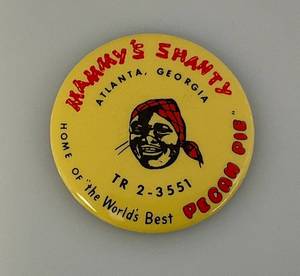 MAMMY'S SHANTY
ATLANTA, GEORGIA
TR 2-3551
HOME OF "the World's Best PECAN PIE"